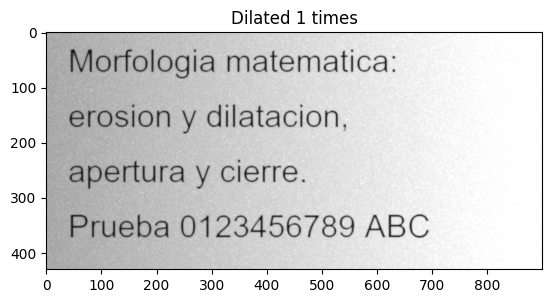 Dilated 1 times
Morfologia matematica:
erosion y dilatacion,
apertura y cierre.
Prueba 0123456789 ABC
0
100
200
300
400
0 100 200 300 400 500 600 700 800